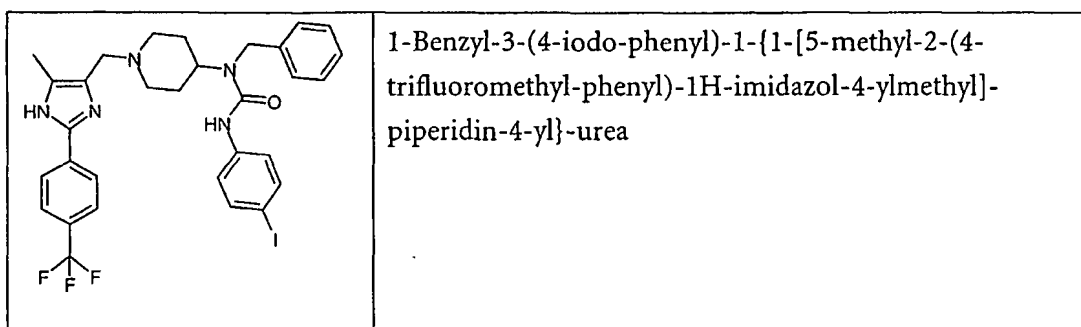 N
N
O
HN
N
HN
I
F
F
F
1-Benzyl-3-(4-iodo-phenyl)-1-{1-[5-methyl-2-(4-
trifluoromethyl-phenyl)-1H-imidazol-4-ylmethyl]-
piperidin-4-yl}-urea